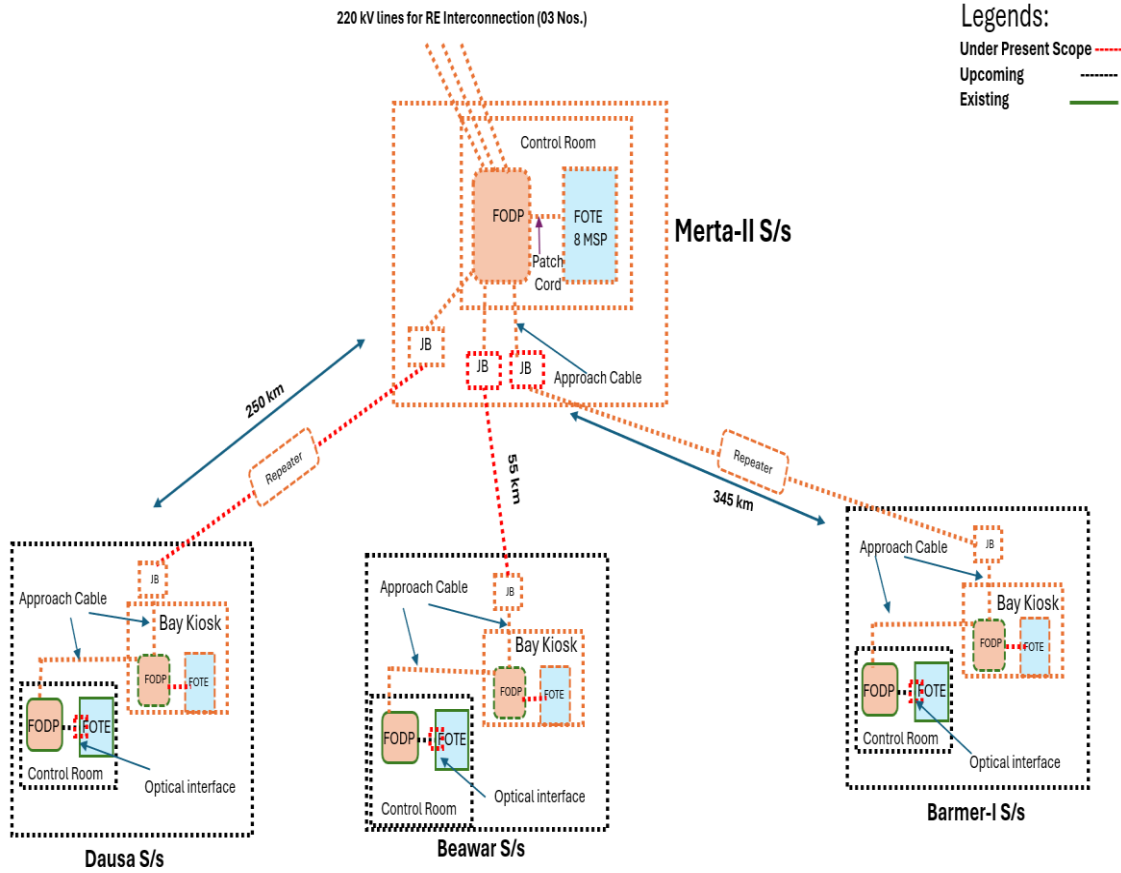 220 kV lines for RE Interconnection (03 Nos.)
Legends:
Under Present Scope
Upcoming
Existing
Control Room
FODP
FOTE
8 MSP
Patch
Cord
Merta-II S/s
JB
JB
JB
Approach Cable
250 km
Repeater
55 km
Repeater
345 km
JB
Approach Cable
Bay Kiosk
FODP
FOTE
FODP
FOTE
Control Room
Optical interface
Dausa S/s
JB
Approach Cable
Bay Kiosk
FODP
FOTE
FODP
FOTE
Optical interface
Control Room
Beawar S/s
JB
Approach Cable
Bay Kiosk
FODP
FOTE
FODP
FOTE
Control Room
Optical interface
Barmer-I S/s